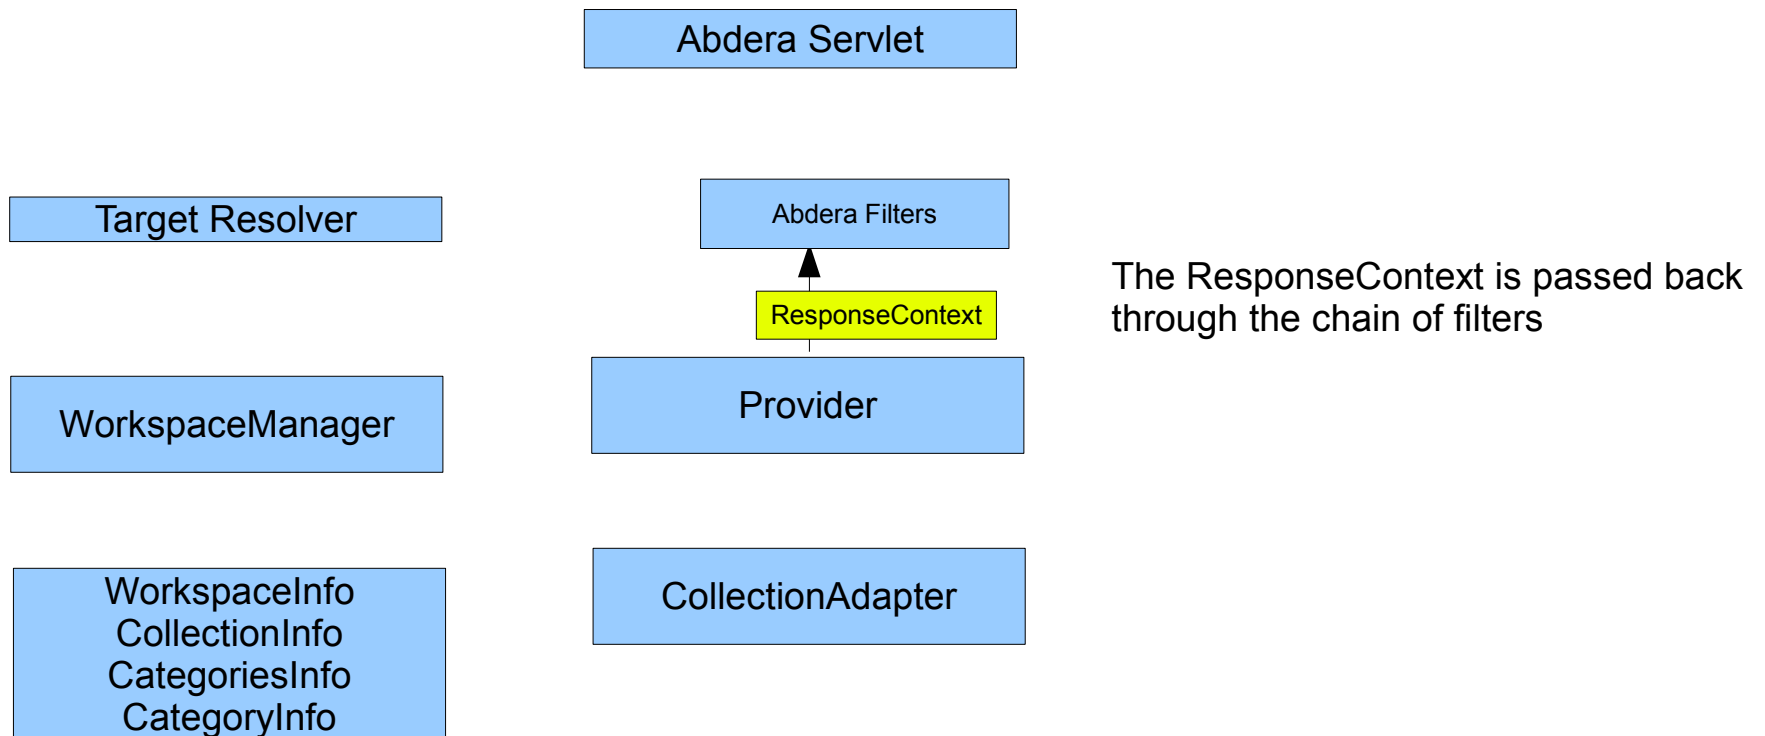 Abdera Servlet
Target Resolver
Abdera Filters
The ResponseContext is passed back
through the chain of filters
ResponseContext
WorkspaceManager
Provider
WorkspaceInfo
CollectionInfo
CategoriesInfo
CategoryInfo
CollectionAdapter